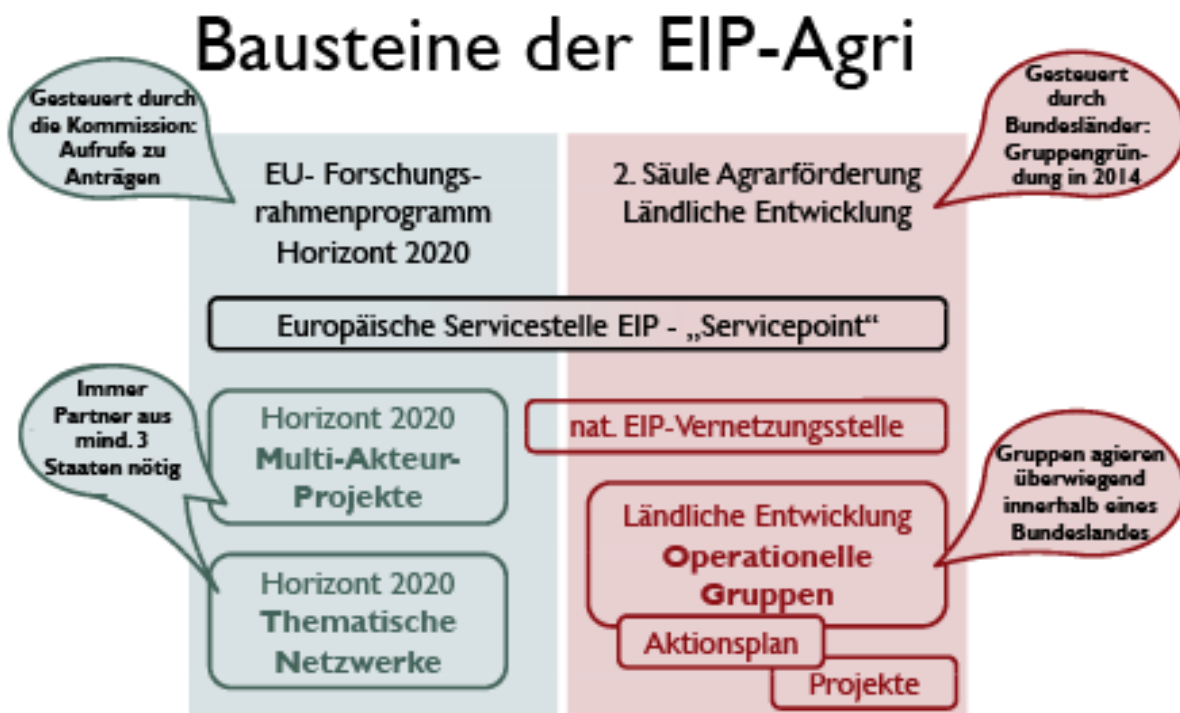 Bausteine der EIP-Agri
Gesteuert durch
die Kommission:
Aufrufe zu
Anträgen
Gesteuert
durch
Bundesländer:
Gruppengrün-
dung in 2014
EU- Forschungs-
rahmenprogramm
Horizont 2020
2. Säule Agrarförderung
Ländliche Entwicklung
Europäische Servicestelle EIP - „Servicepoint“
Immer
Partner aus
mind. 3
Staaten nötig
Horizont 2020
Multi-Akteur-
Projekte
nat. EIP-Vernetzungsstelle
Gruppen agieren
überwiegend
innerhalb eines
Bundeslandes
Ländliche Entwicklung
Operationelle
Gruppen
Horizont 2020
Thematische
Netzwerke
Aktionsplan
Projekte